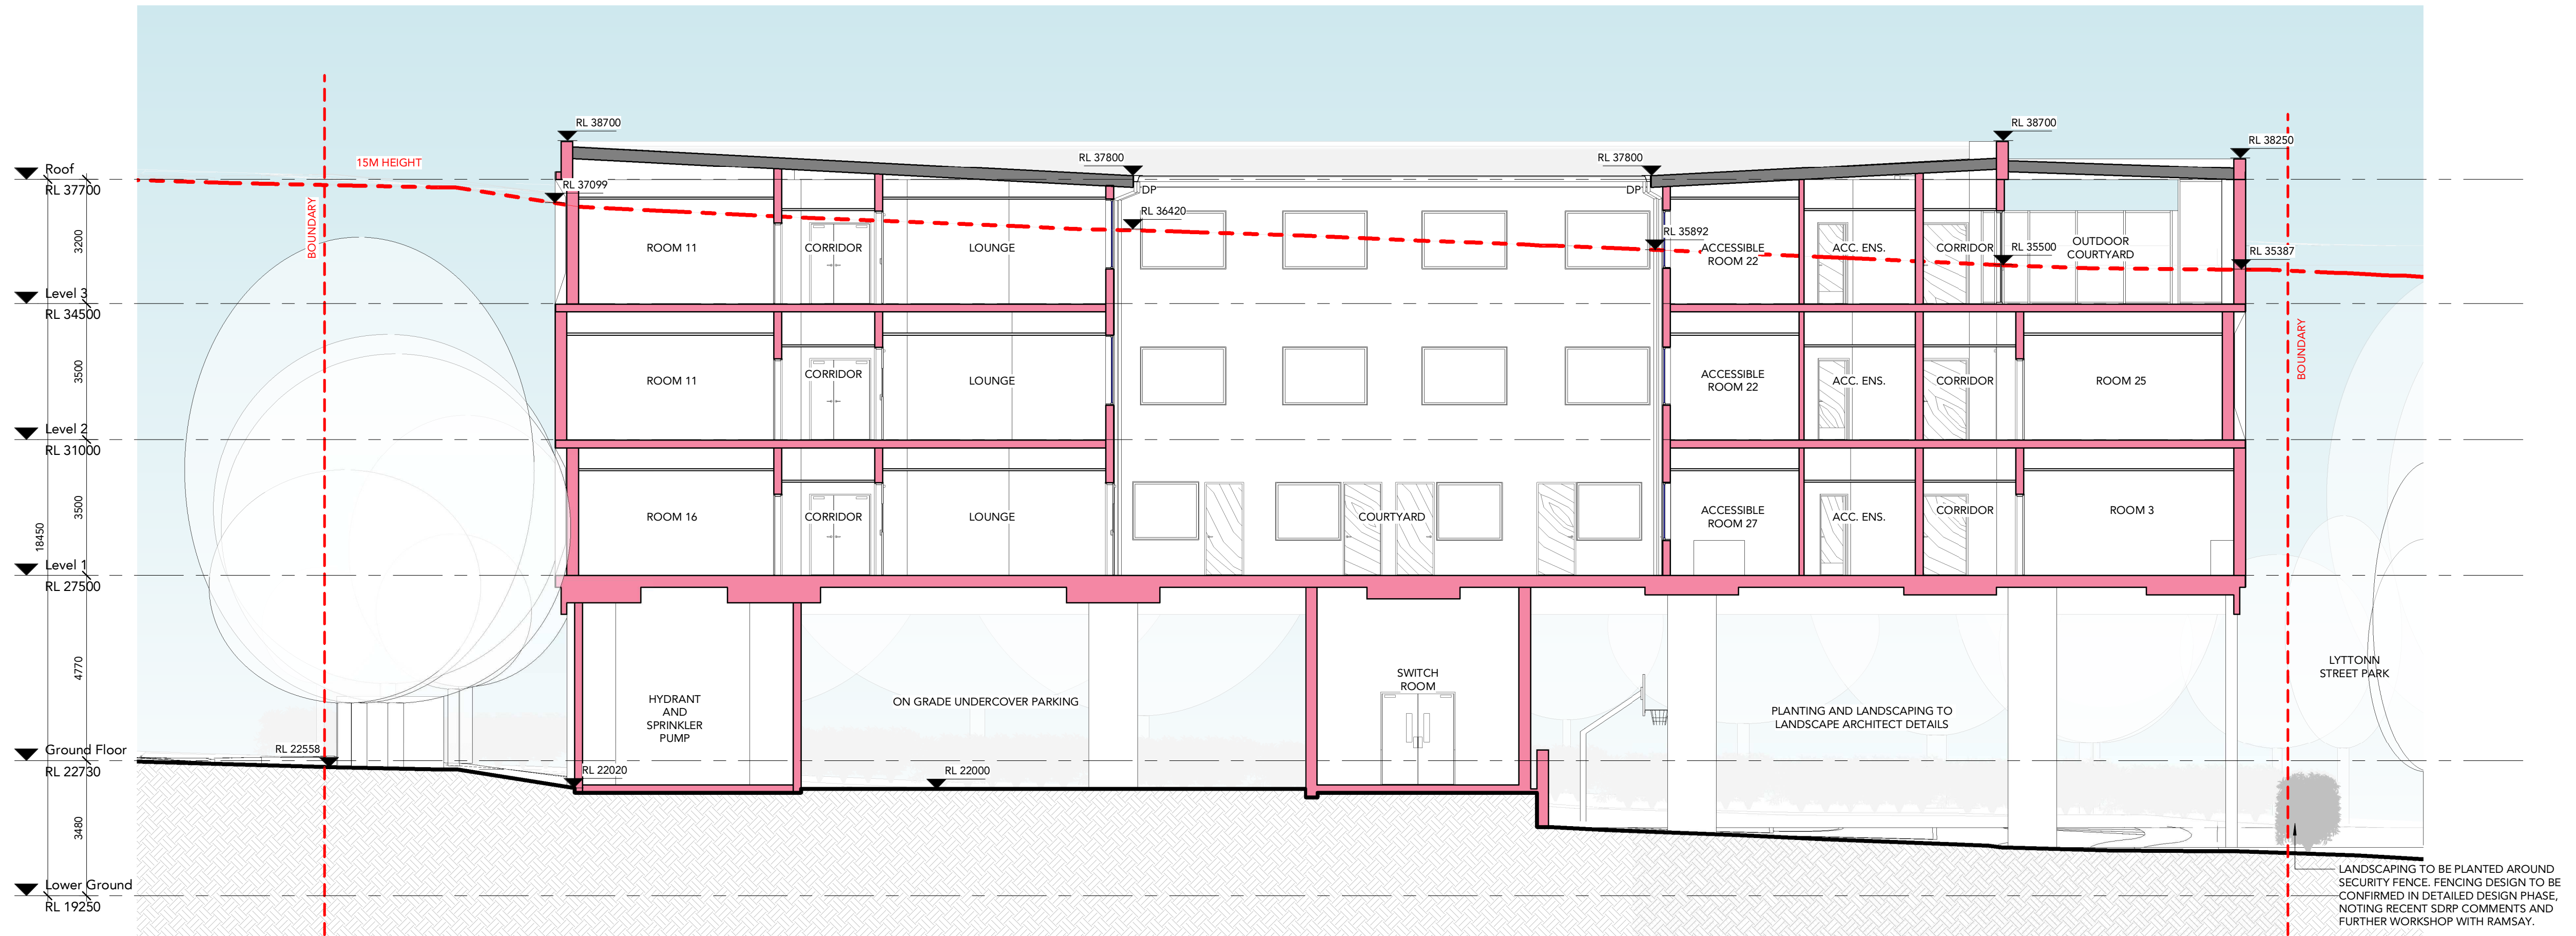 RL 38700
RL 38700
RL 38250
15M HEIGHT
Roof
RL 37700
RL 37800
RL 37800
RL 37099
DP
DP
BOUNDARY
RL 36420
RL 35892
RL 35500
RL 35387
3200
ROOM 11
CORRIDOR
LOUNGE
ACCESSIBLE
ROOM 22
ACC. ENS.
CORRIDOR
OUTDOOR
COURTYARD
Level 3
RL 34500
3500
ROOM 11
CORRIDOR
LOUNGE
ACCESSIBLE
ROOM 22
ACC. ENS.
CORRIDOR
ROOM 25
BOUNDARY
Level 2
RL 31000
3500
18450
ROOM 16
CORRIDOR
LOUNGE
COURTYARD
ACCESSIBLE
ROOM 27
ACC. ENS.
CORRIDOR
ROOM 3
Level 1
RL 27500
4770
HYDRANT
AND
SPRINKLER
PUMP
ON GRADE UNDERCOVER PARKING
SWITCH
ROOM
PLANTING AND LANDSCAPING TO
LANDSCAPE ARCHITECT DETAILS
LYTTONN
STREET PARK
Ground Floor
RL 22730
RL 22558
RL 22020
RL 22000
3480
Lower Ground
RL 19250
LANDSCAPING TO BE PLANTED AROUND
SECURITY FENCE. FENCING DESIGN TO BE
CONFIRMED IN DETAILED DESIGN PHASE,
NOTING RECENT SDRP COMMENTS AND
FURTHER WORKSHOP WITH RAMSAY.